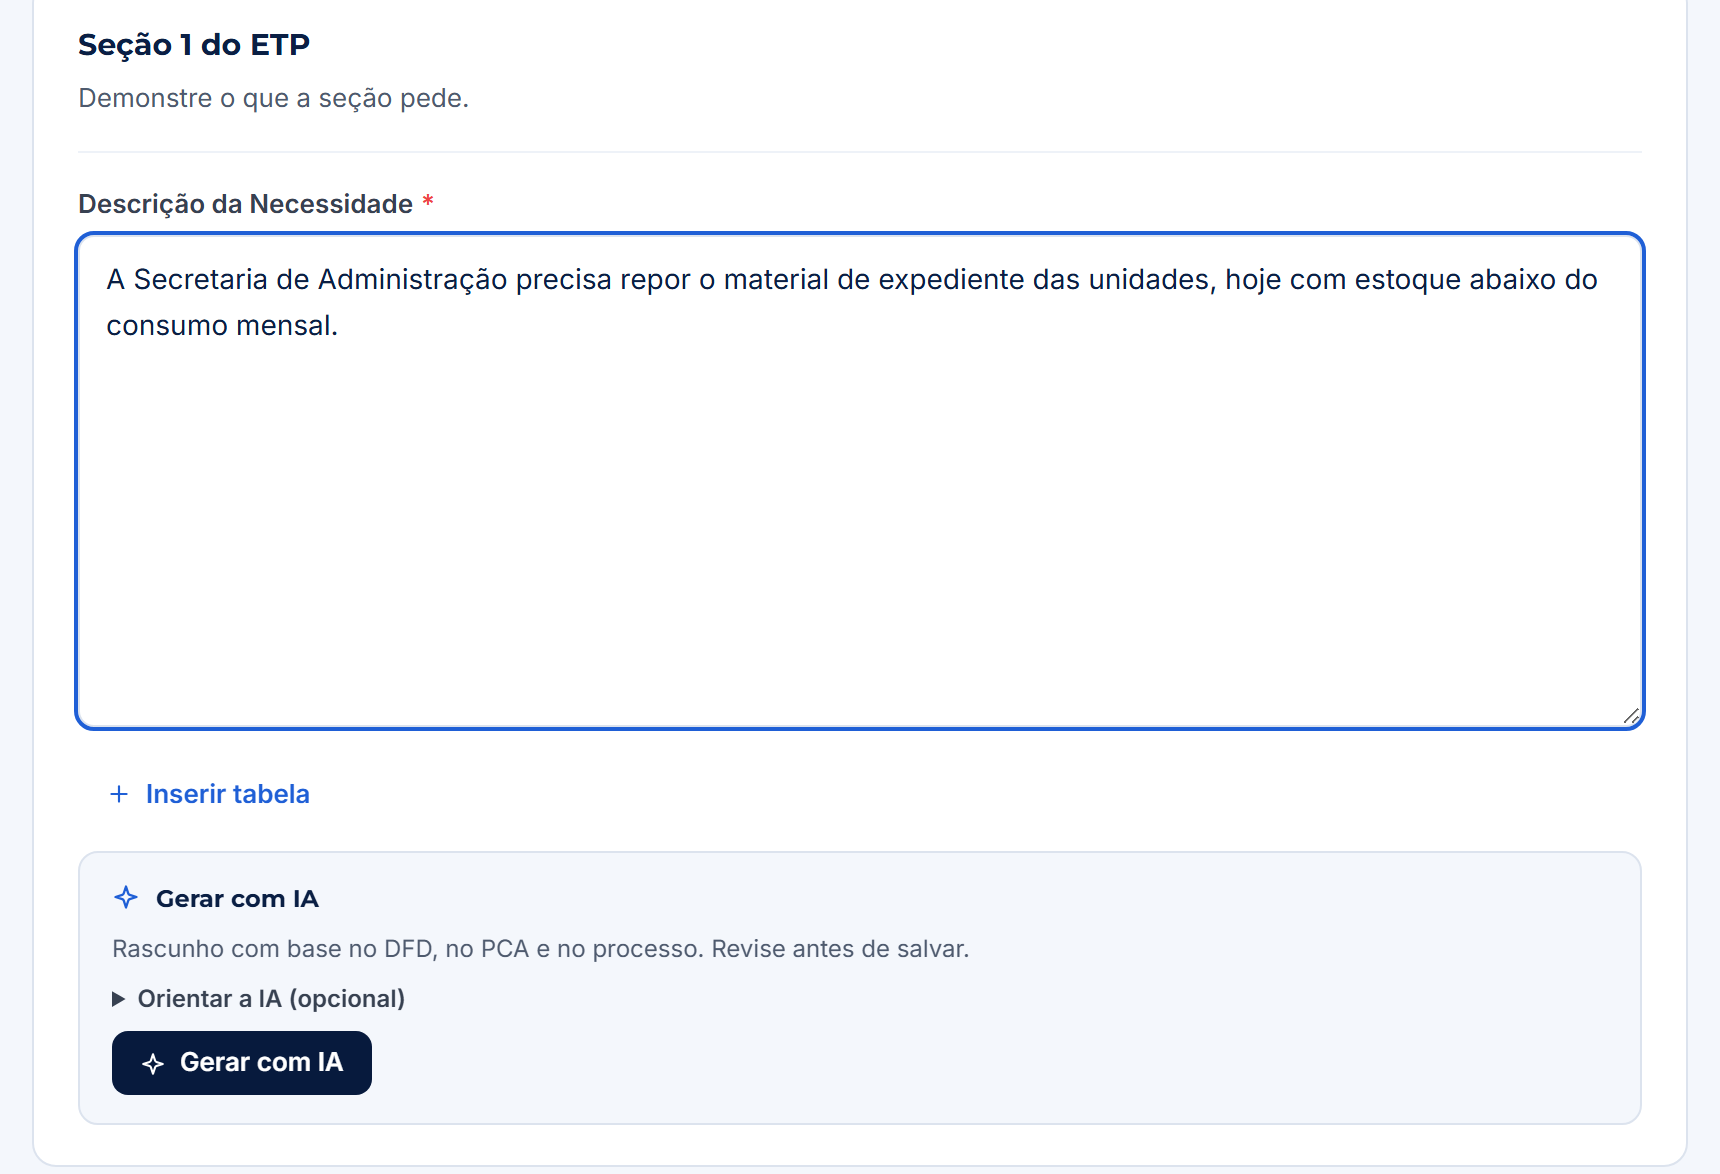 Seção 1 do ETP
Demonstre o que a seção pede.
Descrição da Necessidade *
A Secretaria de Administração precisa repor o material de expediente das unidades, hoje com estoque abaixo do
consumo mensal.
+ Inserir tabela
Gerar com IA
Rascunho com base no DFD, no PCA e no processo. Revise antes de salvar.
Orientar a IA (opcional)
Gerar com IA